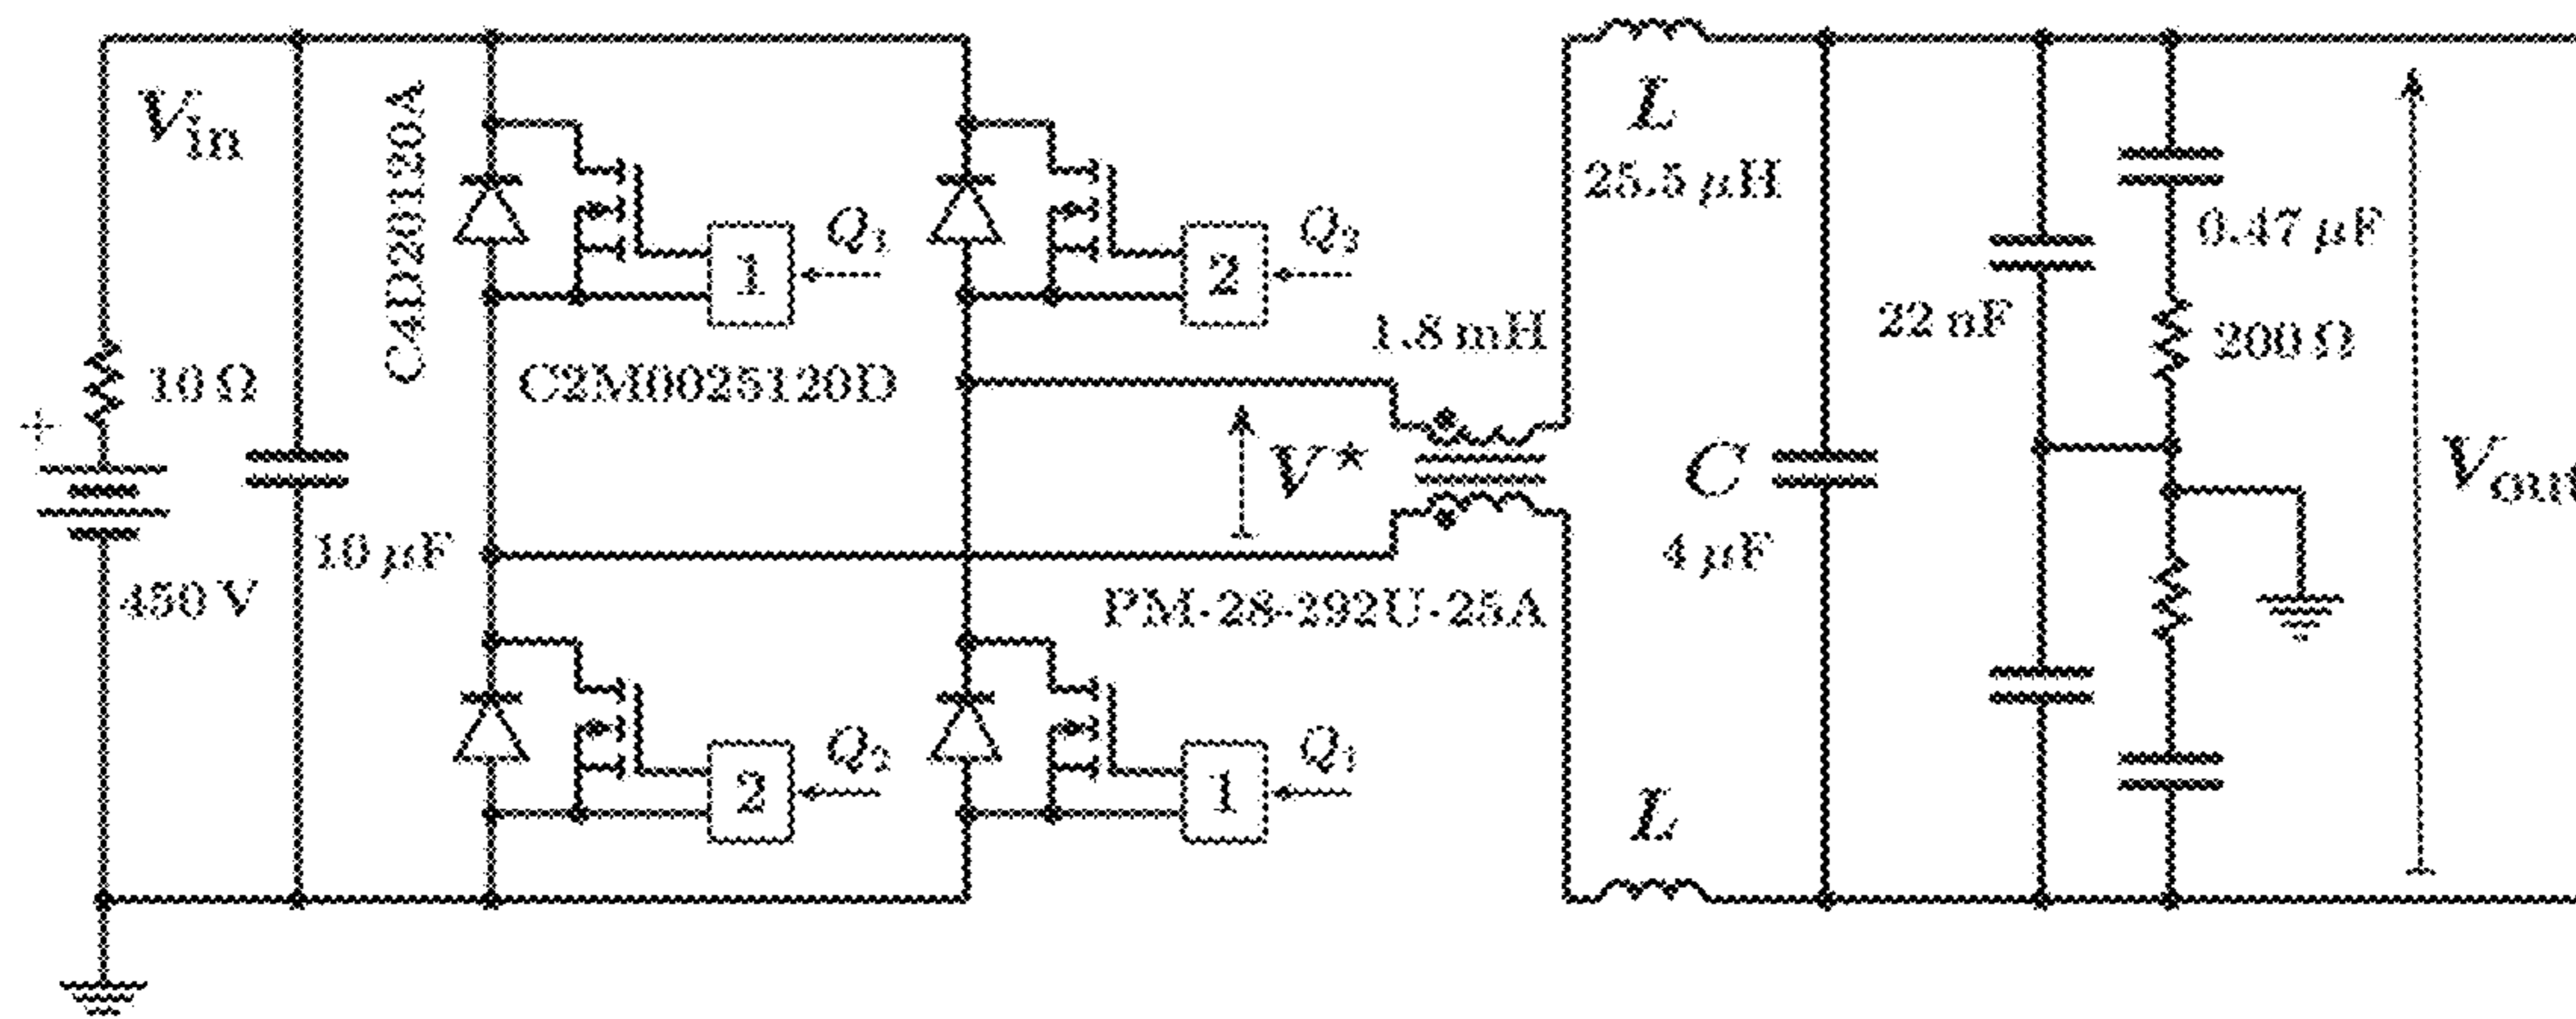 V_in
C4D20120A
10 Ω
+
450 V
10 μF
1
Q_1
2
Q_2
C2M0025120D
1.8 mH
V*
PM-28-292U-25A
2
Q_2
1
Q_1
L
25.5 μH
C
4 μF
L
22 nF
0.47 μF
200 Ω
V_out